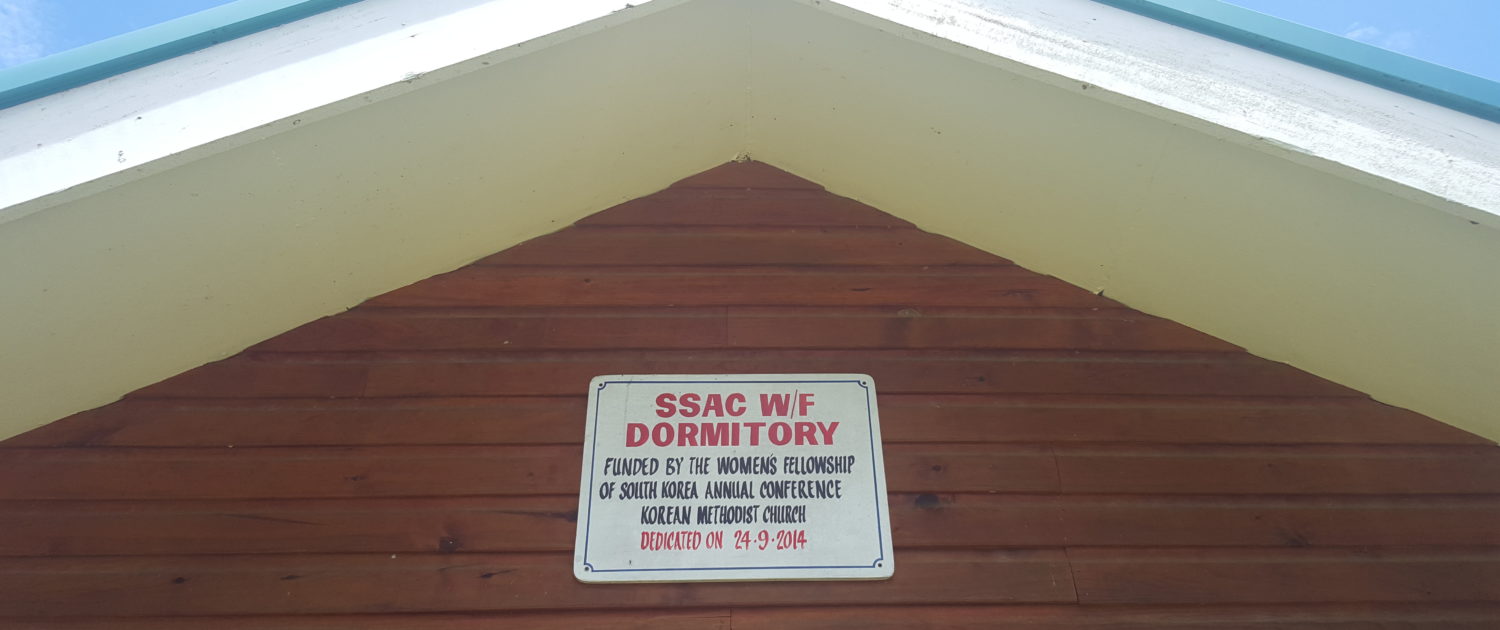 SSAC W/F
DORMITORY
FUNDED BY THE WOMEN'S FELLOWSHIP
OF SOUTH KOREA ANNUAL CONFERENCE
KOREAN METHODIST CHURCH
DEDICATED ON 24.9.2014